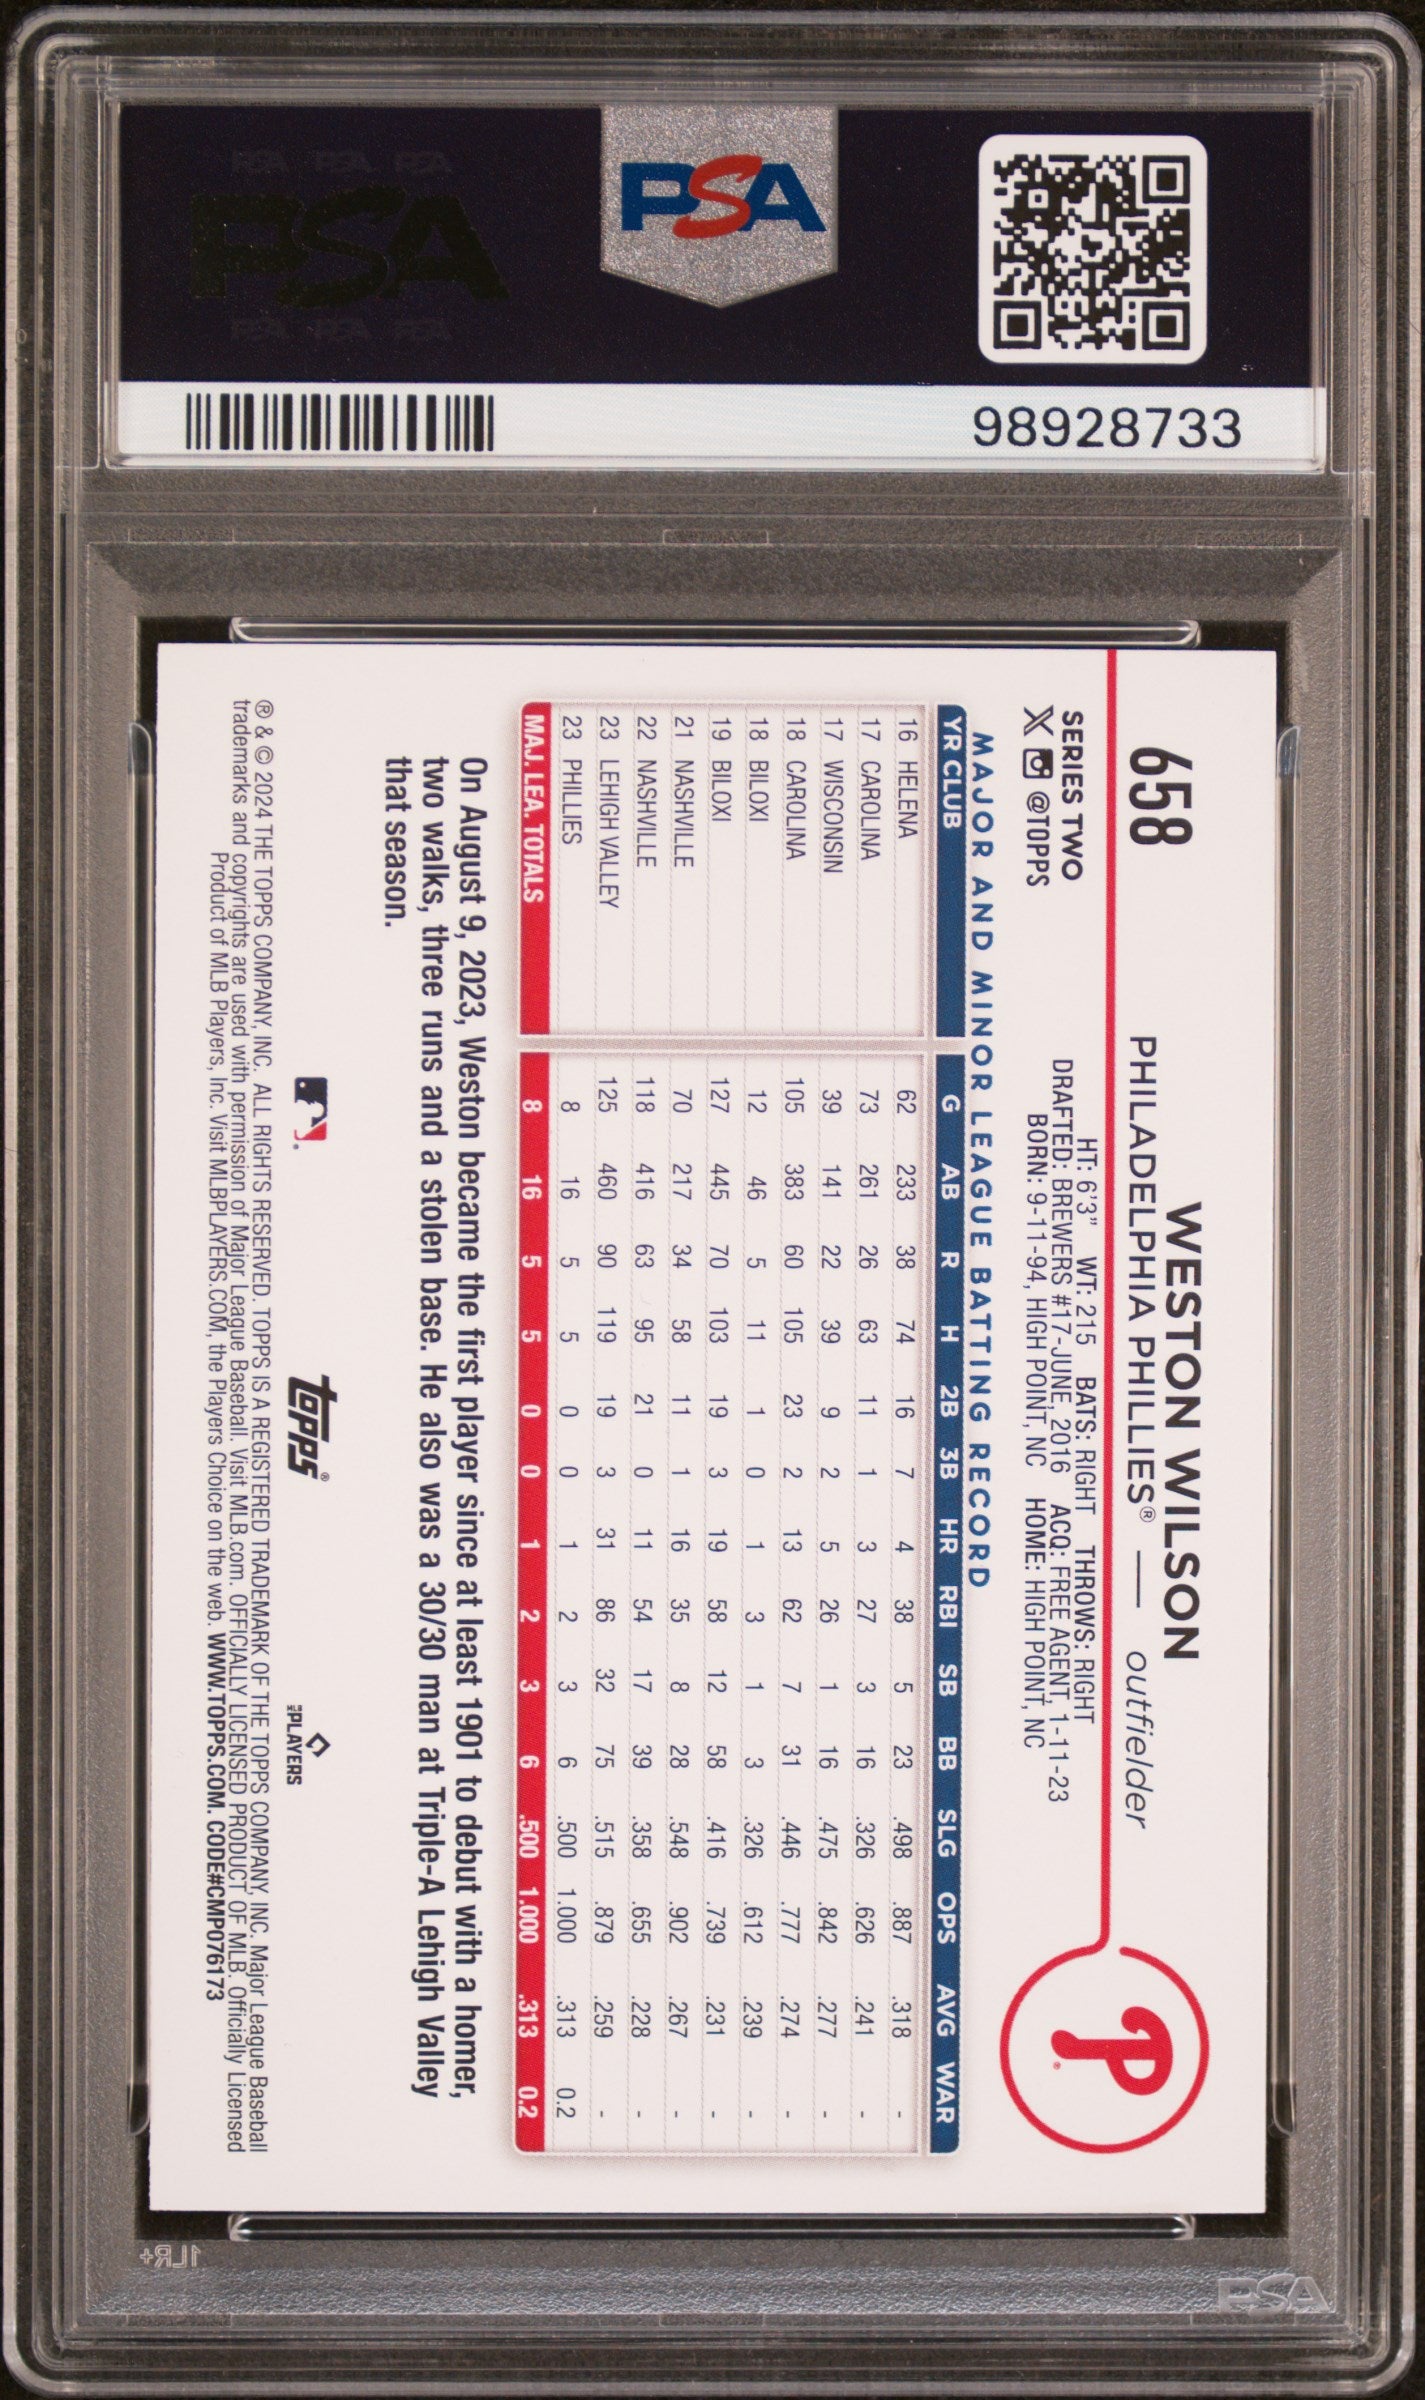 PSA
98928733
658
WESTON WILSON
PHILADELPHIA PHILLIES® — outfielder
SERIES TWO
X @TOPPS
HT: 6'3" WT: 215 BATS: RIGHT THROWS: RIGHT
DRAFTED: BREWERS #17-JUNE, 2016 ACQ: FREE AGENT, 1-11-23
BORN: 9-11-94, HIGH POINT, NC HOME: HIGH POINT, NC
P
MAJOR AND MINOR LEAGUE BATTING RECORD
YR CLUB G AB R H 2B 3B HR RBI SB BB SLG OPS AVG WAR
16 HELENA 62 233 38 74 16 7 4 38 5 23 .498 .887 .318 -
17 CAROLINA 73 261 26 63 11 1 3 27 3 16 .326 .626 .241 -
17 WISCONSIN 39 141 22 39 9 2 5 26 1 16 .475 .842 .277 -
18 CAROLINA 105 383 60 105 23 2 13 62 7 31 .446 .777 .274 -
18 BILOXI 12 46 5 11 1 0 1 3 1 3 .326 .612 .239 -
19 BILOXI 127 445 70 103 19 3 19 58 12 58 .416 .739 .231 -
21 NASHVILLE 70 217 34 58 11 1 16 35 8 28 .548 .902 .267 -
22 NASHVILLE 118 416 63 95 21 0 11 54 17 39 .358 .655 .228 -
23 LEHIGH VALLEY 125 460 90 119 19 3 31 86 32 75 .515 .879 .259 -
23 PHILLIES 8 16 5 5 0 0 1 2 3 6 .500 1.000 .313 0.2
MAJ. LEA. TOTALS 8 16 5 5 0 0 1 2 3 6 .500 1.000 .313 0.2
On August 9, 2023, Weston became the first player since at least 1901 to debut with a homer,
two walks, three runs and a stolen base. He also was a 30/30 man at Triple-A Lehigh Valley
that season.
topps®
MLB PLAYERS
® & © 2024 THE TOPPS COMPANY, INC. ALL RIGHTS RESERVED. TOPPS IS A REGISTERED TRADEMARK OF THE TOPPS COMPANY, INC. Major League Baseball
trademarks and copyrights are used with permission of Major League Baseball. Visit MLB.com. OFFICIALLY LICENSED PRODUCT OF MLB. Officially Licensed
Product of MLB Players, Inc. Visit MLBPLAYERS.COM, the Players Choice on the web. WWW.TOPPS.COM. CODE#CMP076173
1LR+
PSA